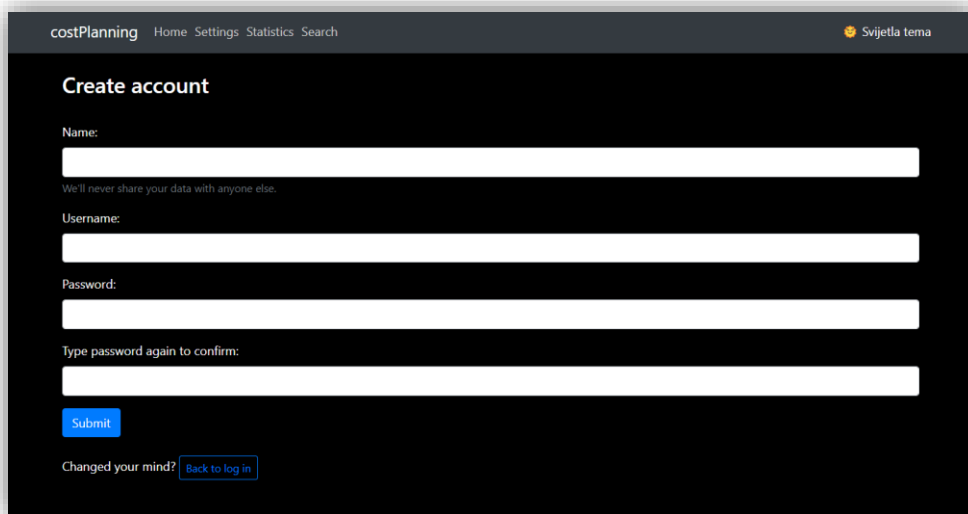 costPlanning Home Settings Statistics Search 🌞 Svijetla tema
Create account
Name:
We'll never share your data with anyone else.
Username:
Password:
Type password again to confirm:
Submit
Changed your mind? Back to log in